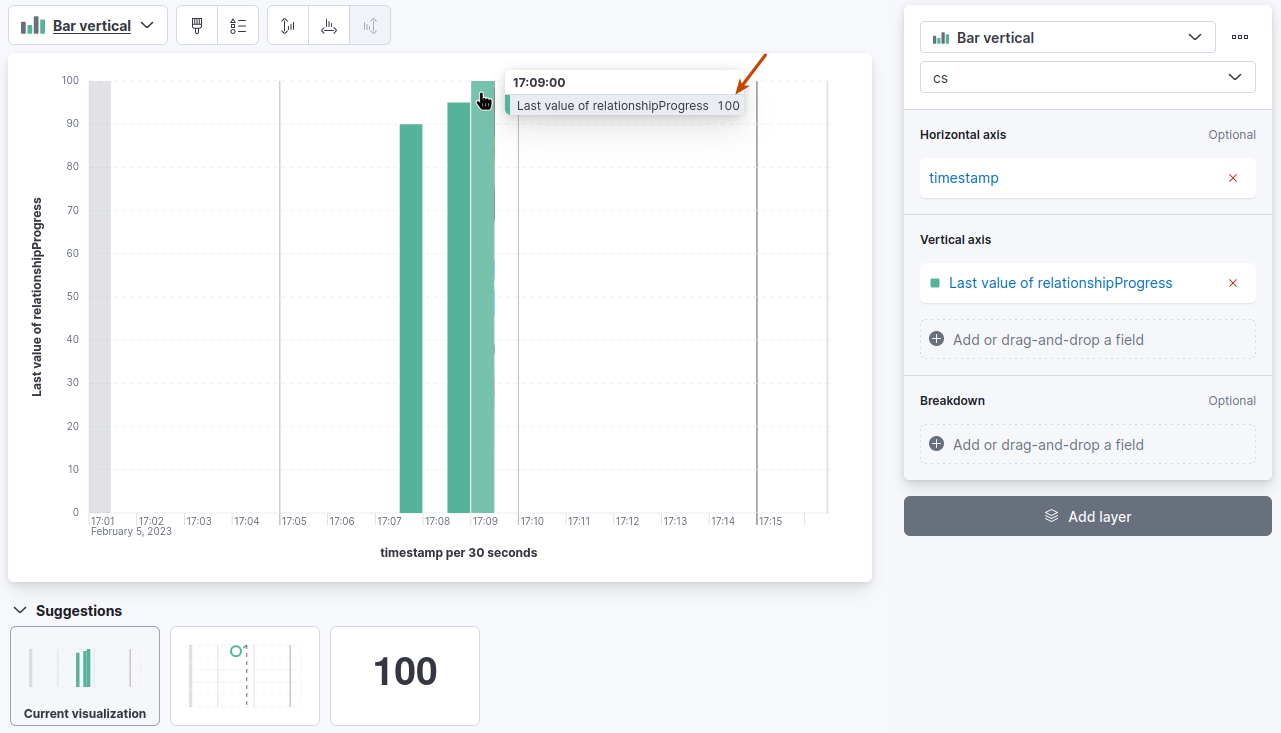 Bar vertical
100
90
80
70
60
50
40
30
20
10
0
Last value of relationshipProgress
17:09:00
Last value of relationshipProgress 100
17:01 17:02 17:03 17:04 17:05 17:06 17:07 17:08 17:09 17:10 17:11 17:12 17:13 17:14 17:15
February 5, 2023
timestamp per 30 seconds
Suggestions
Current visualization
100
Bar vertical
cs
Horizontal axis Optional
timestamp
Vertical axis
Last value of relationshipProgress
Add or drag-and-drop a field
Breakdown Optional
Add or drag-and-drop a field
Add layer